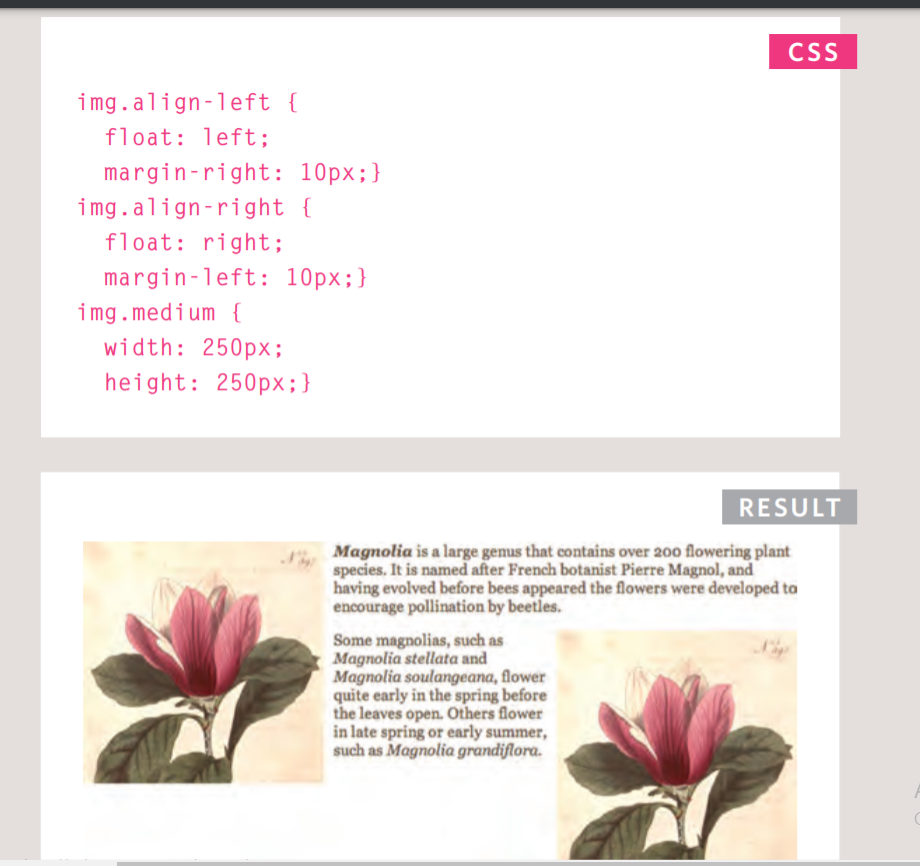 CSS
img.align-left {
float: left;
margin-right: 10px;}
img.align-right {
float: right;
margin-left: 10px;}
img.medium {
width: 250px;
height: 250px;}
RESULT
Magnolia is a large genus that contains over 200 flowering plant
species. It is named after French botanist Pierre Magnol, and
having evolved before bees appeared the flowers were developed to
encourage pollination by beetles.
Some magnolias, such as
Magnolia stellata and
Magnolia soulangeana, flower
quite early in the spring before
the leaves open. Others flower
in late spring or early summer,
such as Magnolia grandiflora.